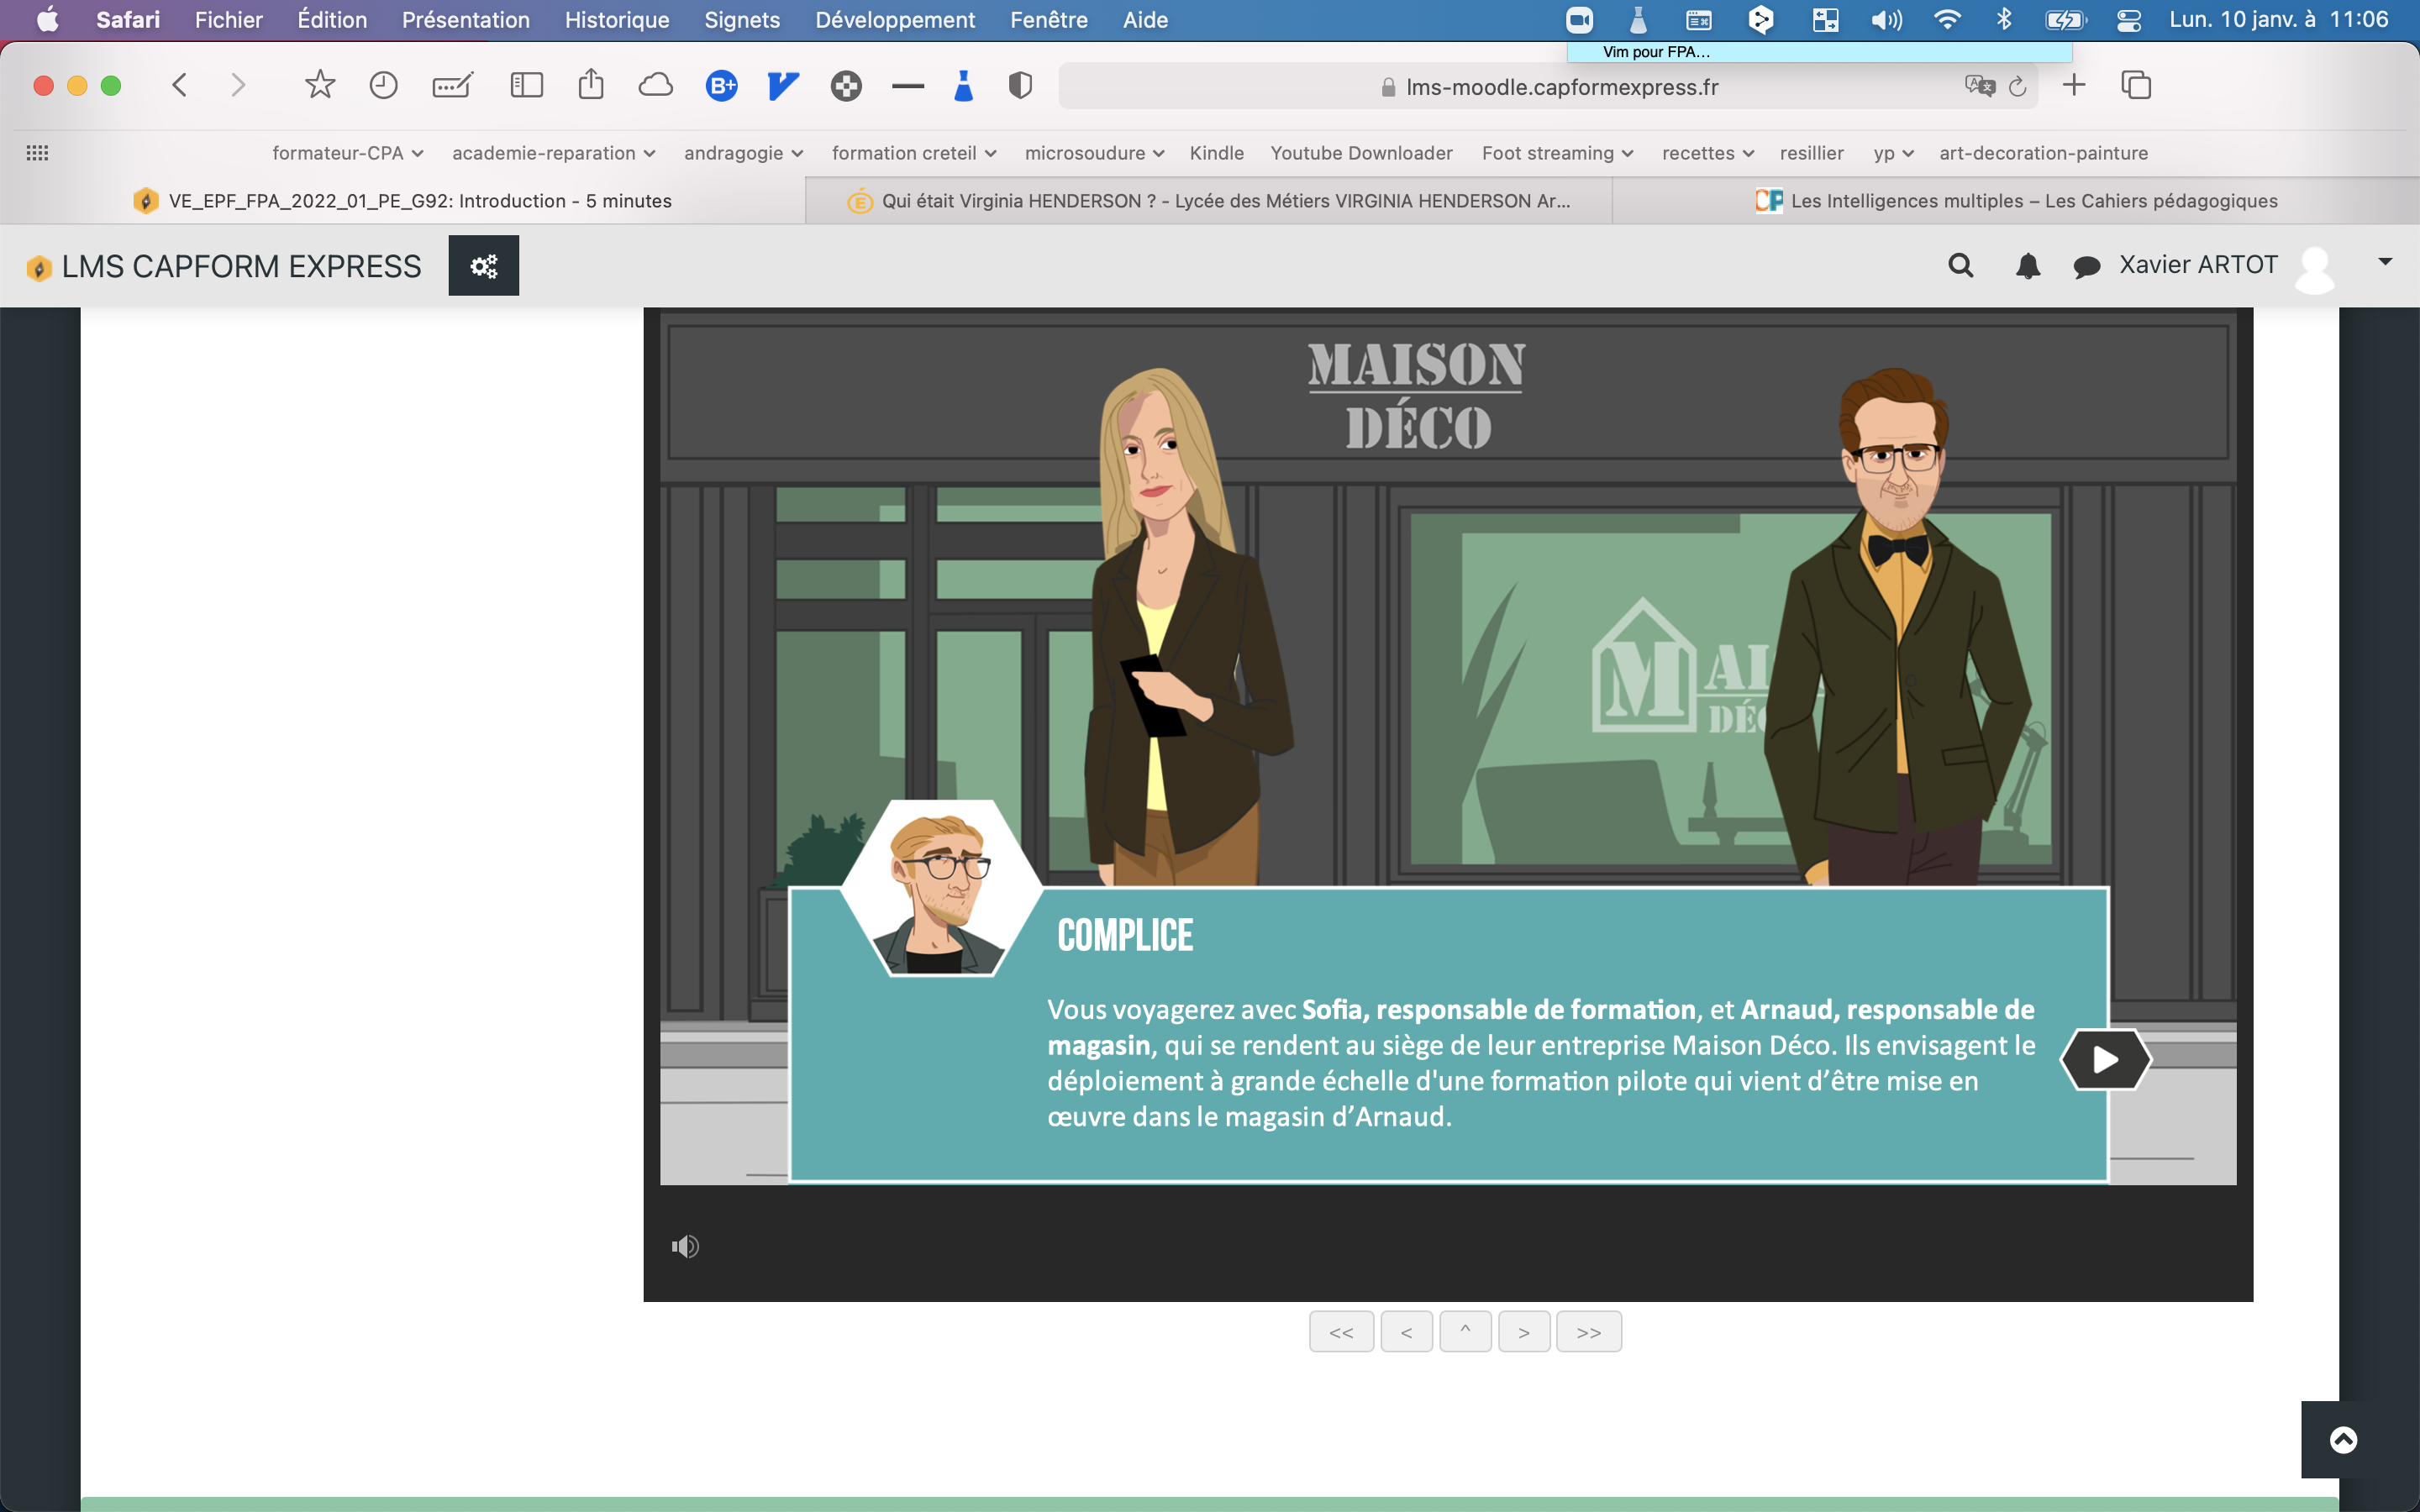 Safari Fichier Édition Présentation Historique Signets Développement Fenêtre Aide Lun. 10 janv. à 11:06
Vim pour FPA...
B+ lms-moodle.capformexpress.fr
formateur-CPA academie-reparation andragogie formation creteil microsoudure Kindle Youtube Downloader Foot streaming recettes resillier yp art-decoration-painture
VE_EPF_FPA_2022_01_PE_G92: Introduction - 5 minutes É Qui était Virginia HENDERSON ? - Lycée des Métiers VIRGINIA HENDERSON Ar... CP Les Intelligences multiples – Les Cahiers pédagogiques
LMS CAPFORM EXPRESS Xavier ARTOT
MAISON
DÉCO
MAI
DÉC
COMPLICE
Vous voyagerez avec Sofia, responsable de formation, et Arnaud, responsable de
magasin, qui se rendent au siège de leur entreprise Maison Déco. Ils envisagent le
déploiement à grande échelle d'une formation pilote qui vient d’être mise en
œuvre dans le magasin d’Arnaud.
<< < ^ > >>